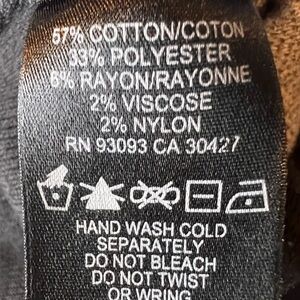 57% COTTON/COTON
33% POLYESTER
6% RAYON/RAYONNE
2% VISCOSE
2% NYLON
RN 93093 CA 30427
HAND WASH COLD
SEPARATELY
DO NOT BLEACH
DO NOT TWIST
OR WRING